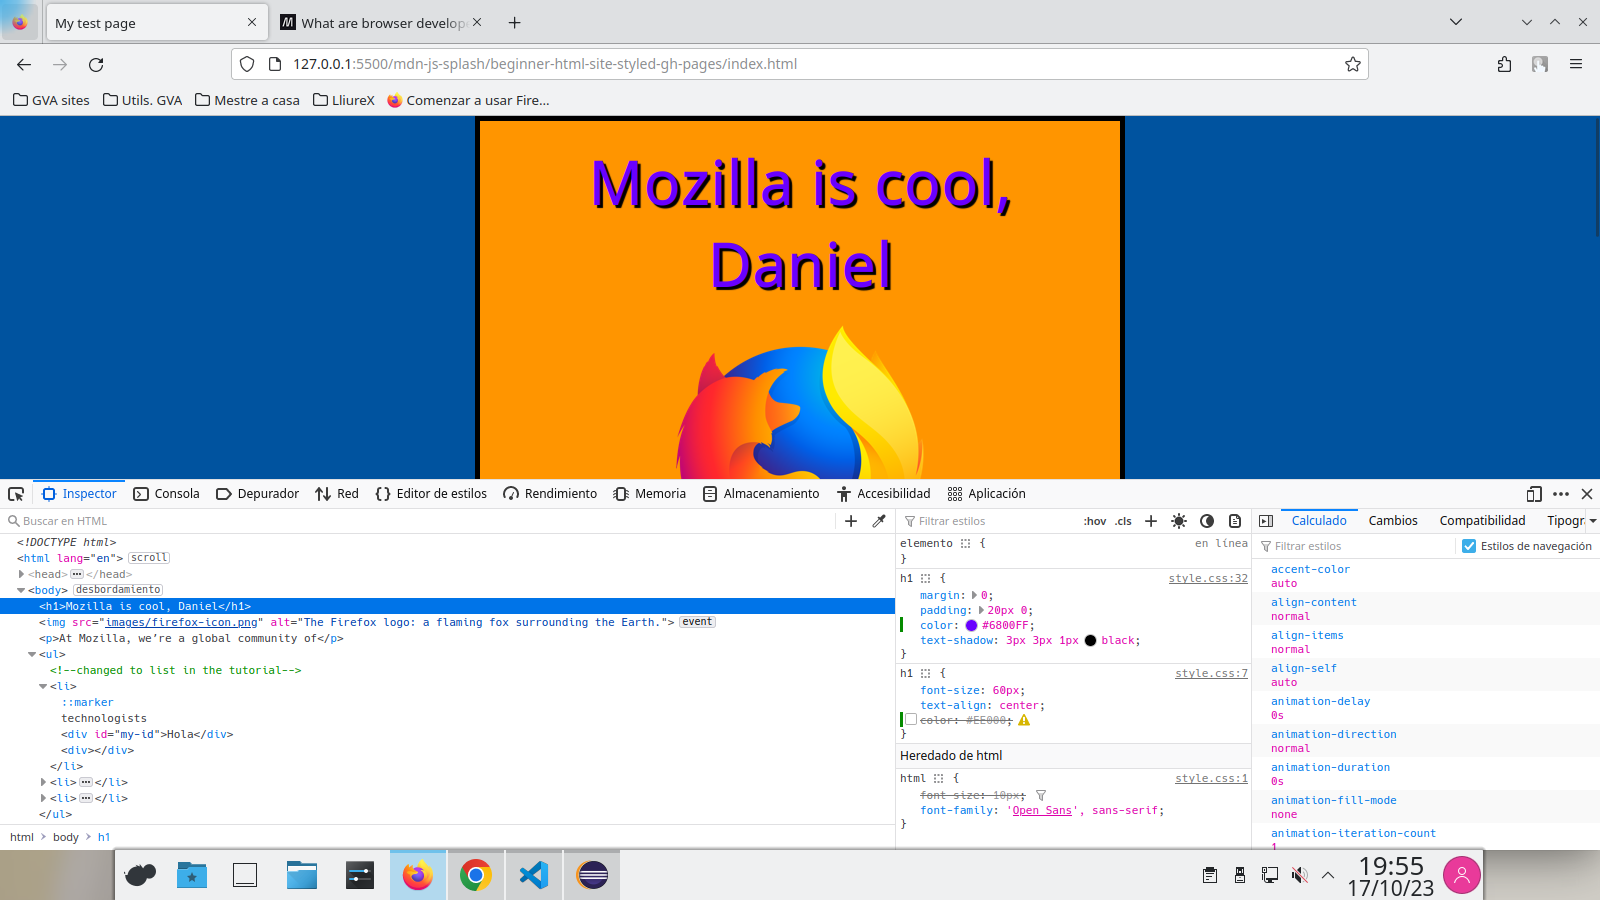 My test page
What are browser develop
127.0.0.1:5500/mdn-js-splash/beginner-html-site-styled-gh-pages/index.html
GVA sites
Utils. GVA
Mestre a casa
LliureX
Comenzar a usar Fire...
Mozilla is cool,
Daniel
Inspector
Consola
Depurador
Red
Editor de estilos
Rendimiento
Memoria
Almacenamiento
Accesibilidad
Aplicación
Buscar en HTML
<!DOCTYPE html>
<html lang="en"> scroll
<head> ••• </head>
<body> desbordamiento
<h1>Mozilla is cool, Daniel</h1>
<img src="images/firefox-icon.png" alt="The Firefox logo: a flaming fox surrounding the Earth."> event
<p>At Mozilla, we’re a global community of</p>
<ul>
<!--changed to list in the tutorial-->
<li>
::marker
technologists
<div id="my-id">Hola</div>
<div></div>
</li>
<li> ••• </li>
<li> ••• </li>
</ul>
html > body > h1
Filtrar estilos
:hov .cls
elemento { en línea
}
h1 { style.css:32
margin: 0;
padding: 20px 0;
color: #6800FF;
text-shadow: 3px 3px 1px black;
}
h1 { style.css:7
font-size: 60px;
text-align: center;
color: #EE000;
}
Heredado de html
html { style.css:1
font-size: 10px;
font-family: 'Open Sans', sans-serif;
}
Calculado
Cambios
Compatibilidad
Tipogra
Filtrar estilos
Estilos de navegación
accent-color
auto
align-content
normal
align-items
normal
align-self
auto
animation-delay
0s
animation-direction
normal
animation-duration
0s
animation-fill-mode
none
animation-iteration-count
1
19:55
17/10/23